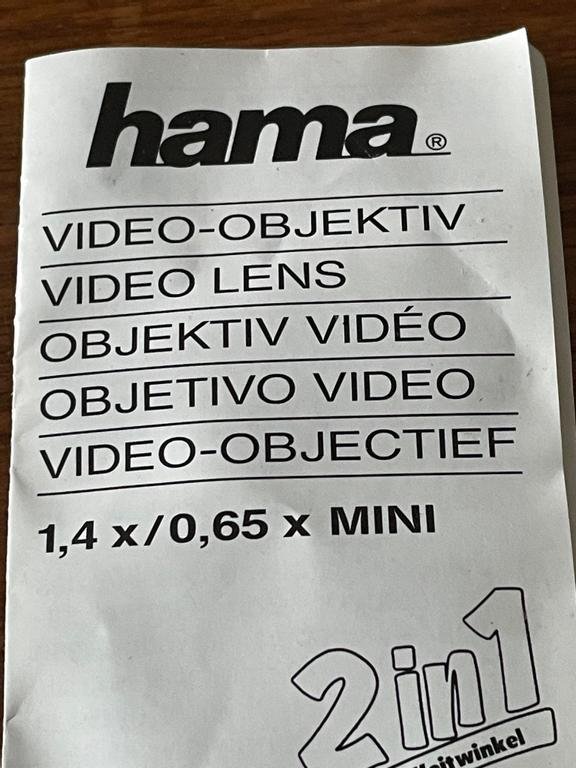 hama®
VIDEO-OBJEKTIV
VIDEO LENS
OBJEKTIV VIDÉO
OBJETIVO VIDEO
VIDEO-OBJECTIEF
1,4 x/0,65 x MINI
2in1